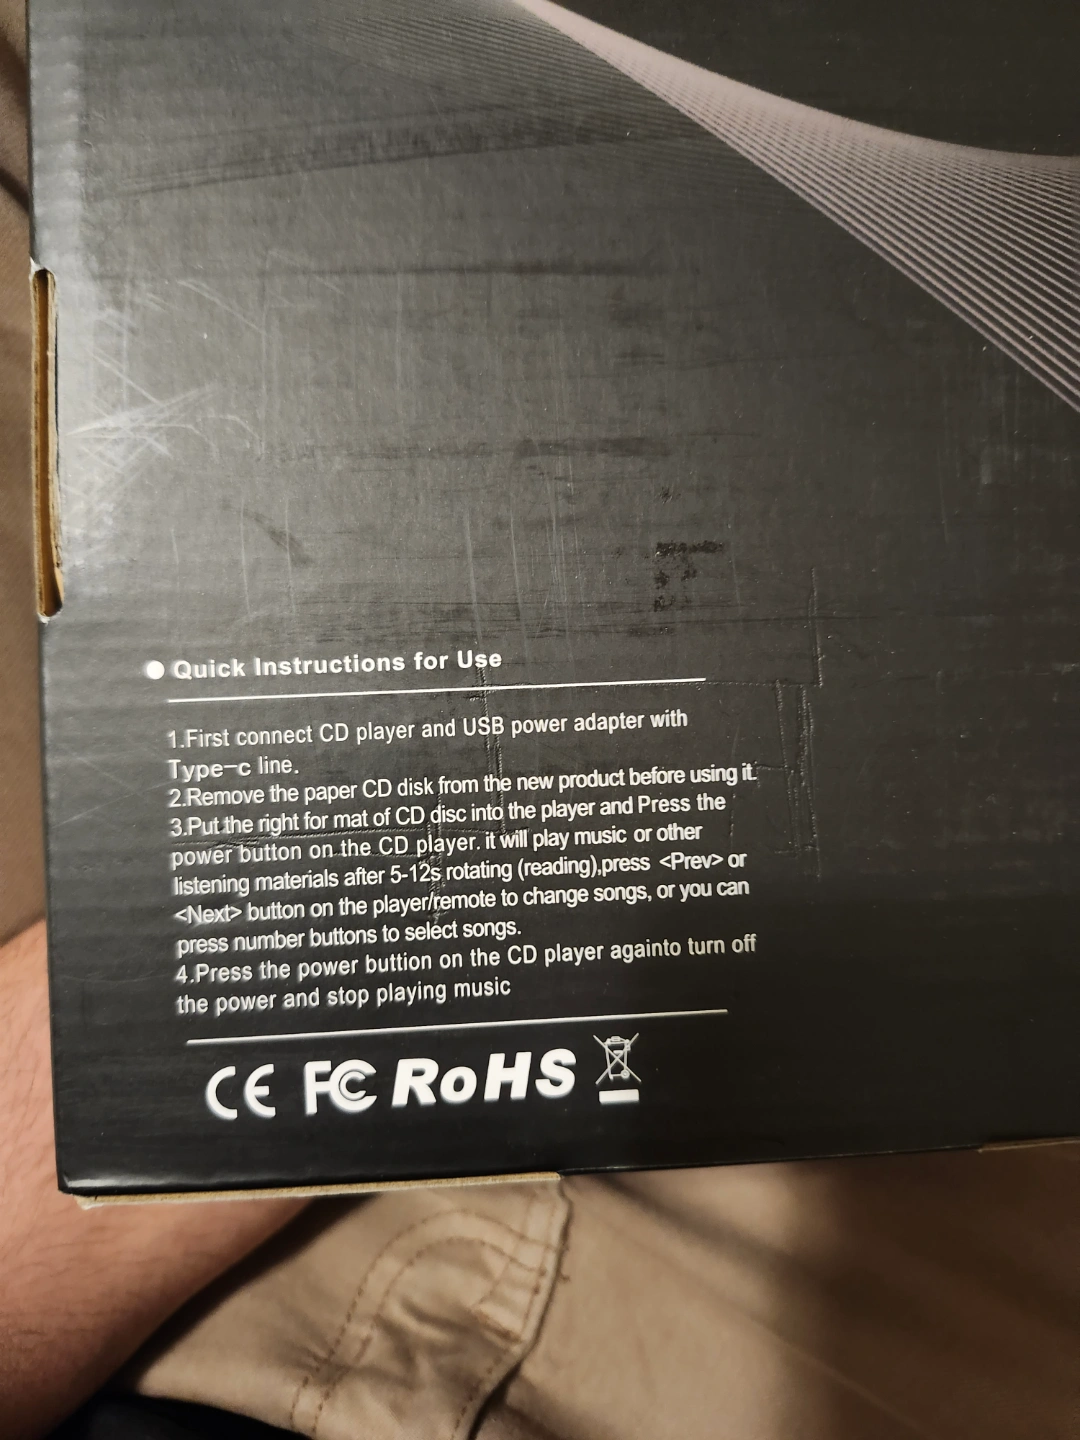 Quick Instructions for Use
1.First connect CD player and USB power adapter with
Type-c line.
2.Remove the paper CD disk from the new product before using it.
3.Put the right for mat of CD disc into the player and Press the
power button on the CD player. it will play music or other
listening materials after 5-12s rotating (reading),press <Prev> or
<Next> button on the player/remote to change songs, or you can
press number buttons to select songs.
4.Press the power buttion on the CD player againto turn off
the power and stop playing music
CE FC RoHS